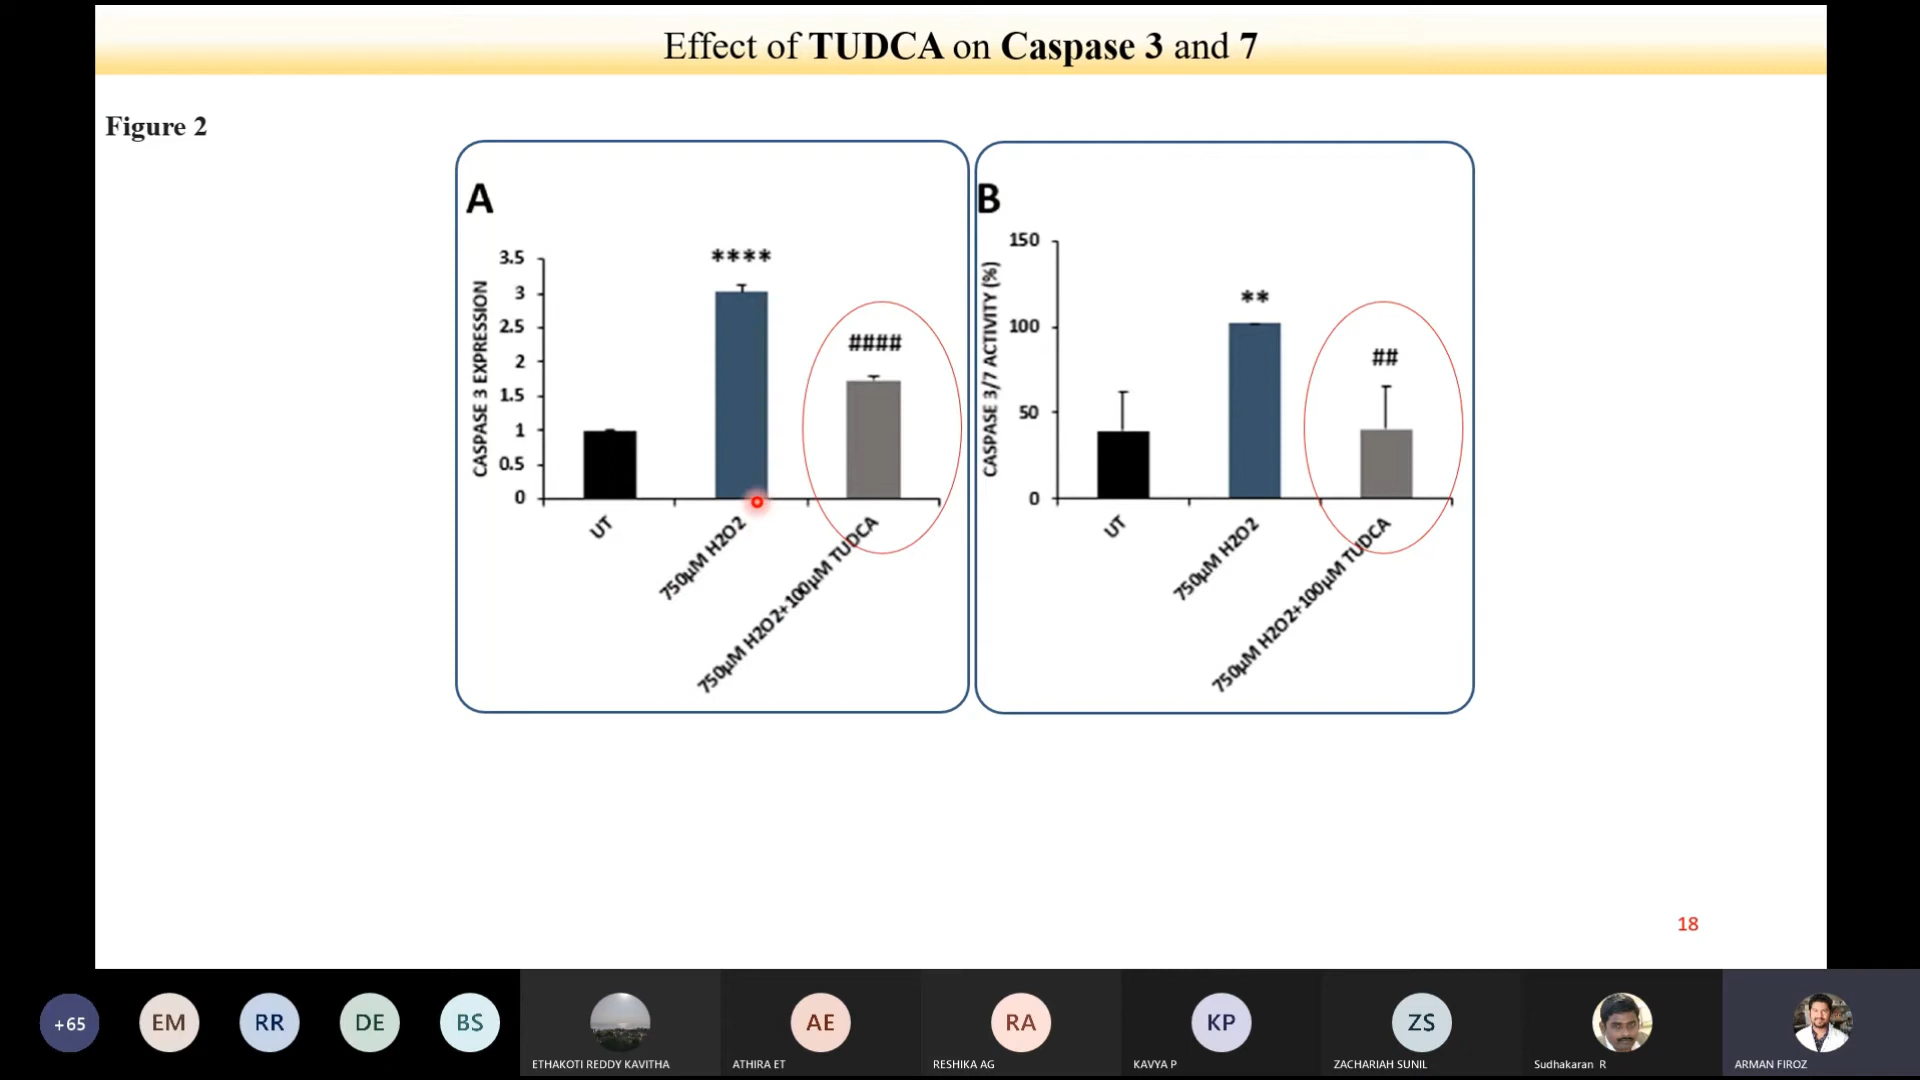 Effect of TUDCA on Caspase 3 and 7
Figure 2
A
CASPASE 3 EXPRESSION
3.5
3
2.5
2
1.5
1
0.5
0
****
####
UT
750µM H2O2
750µM H2O2+100µM TUDCA
B
CASPASE 3/7 ACTIVITY (%)
150
100
50
0
**
##
UT
750µM H2O2
750µM H2O2+100µM TUDCA
18
+65
EM
RR
DE
BS
ETHAKOTI REDDY KAVITHA
AE
ATHIRA ET
RA
RESHIKA AG
KP
KAVYA P
ZS
ZACHARIAH SUNIL
Sudhakaran R
ARMAN FIROZ